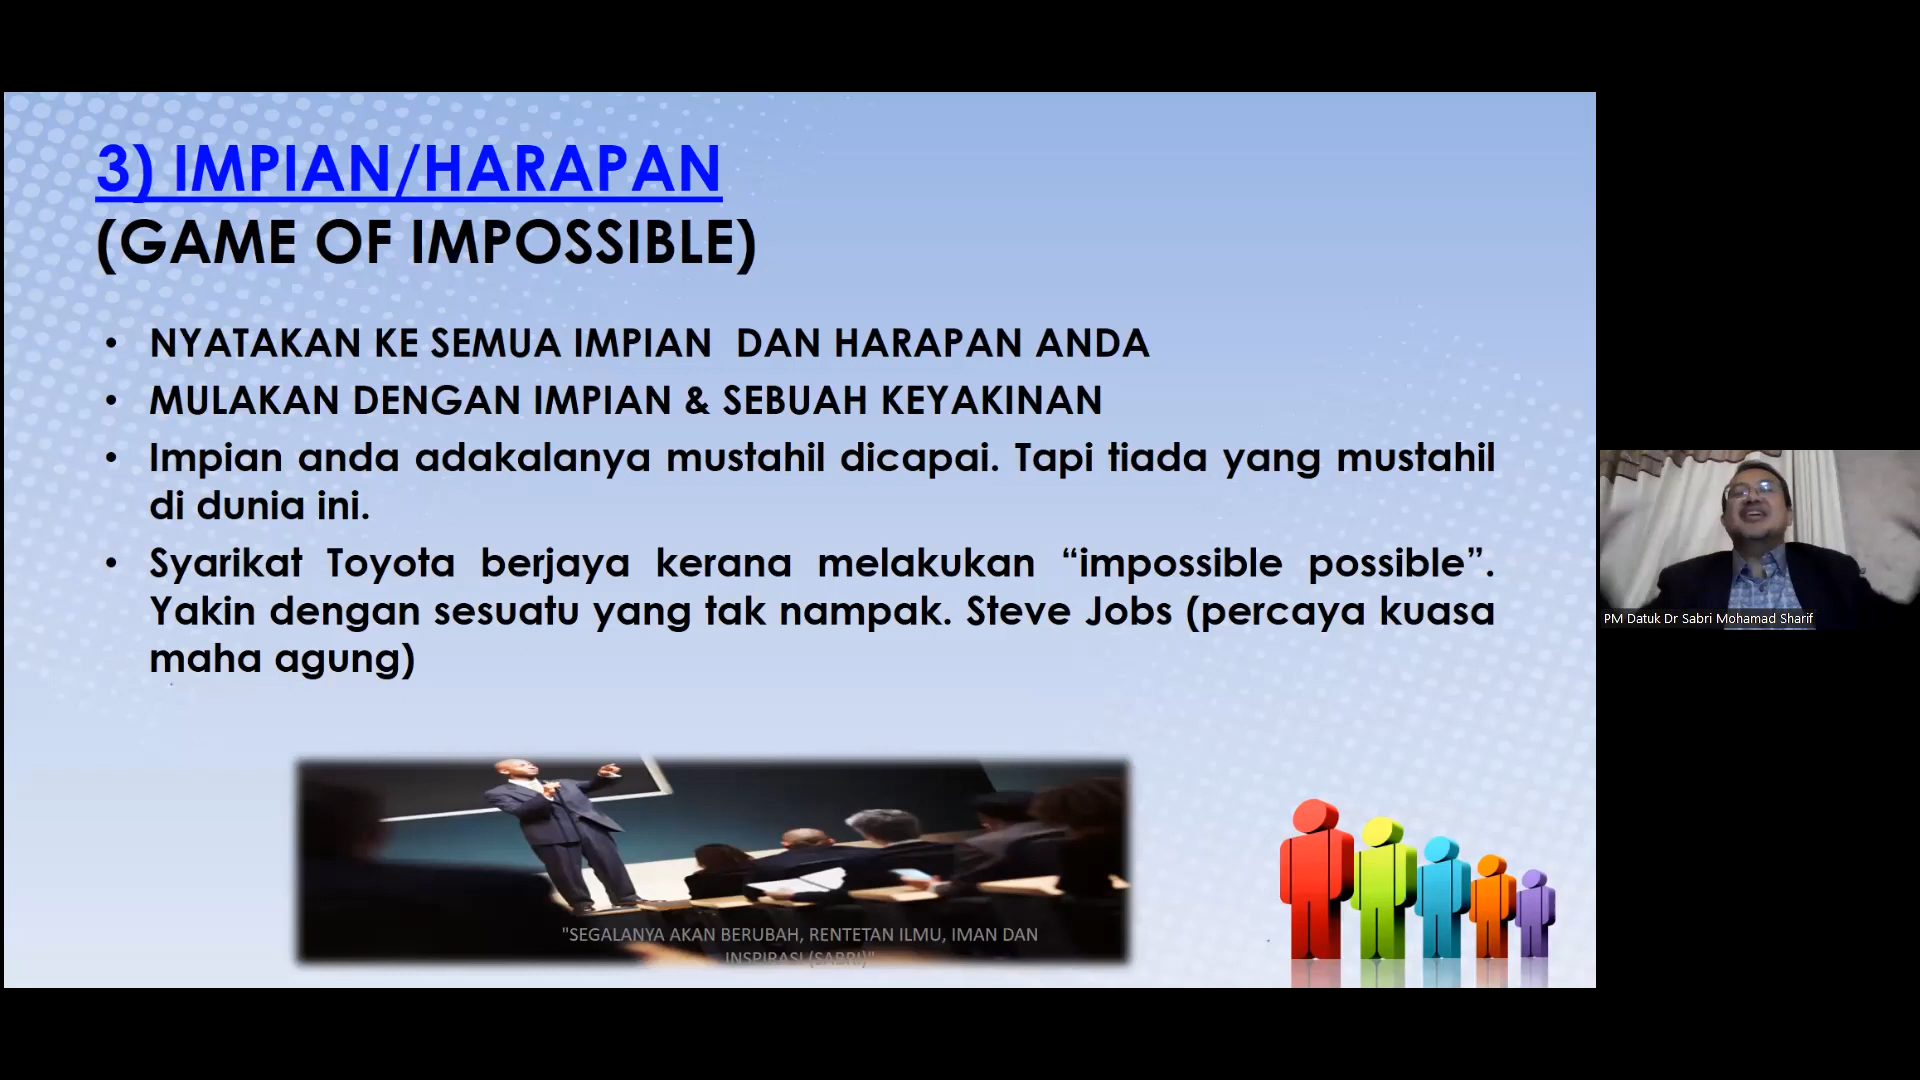 3) IMPIAN/HARAPAN
(GAME OF IMPOSSIBLE)
• NYATAKAN KE SEMUA IMPIAN  DAN HARAPAN ANDA
• MULAKAN DENGAN IMPIAN & SEBUAH KEYAKINAN
• Impian anda adakalanya mustahil dicapai. Tapi tiada yang mustahil
di dunia ini.
• Syarikat Toyota berjaya kerana melakukan “impossible possible”.
Yakin dengan sesuatu yang tak nampak. Steve Jobs (percaya kuasa
maha agung)
"SEGALANYA AKAN BERUBAH, RENTETAN ILMU, IMAN DAN
INSPIRASI (SABRI)"
PM Datuk Dr Sabri Mohamad Sharif